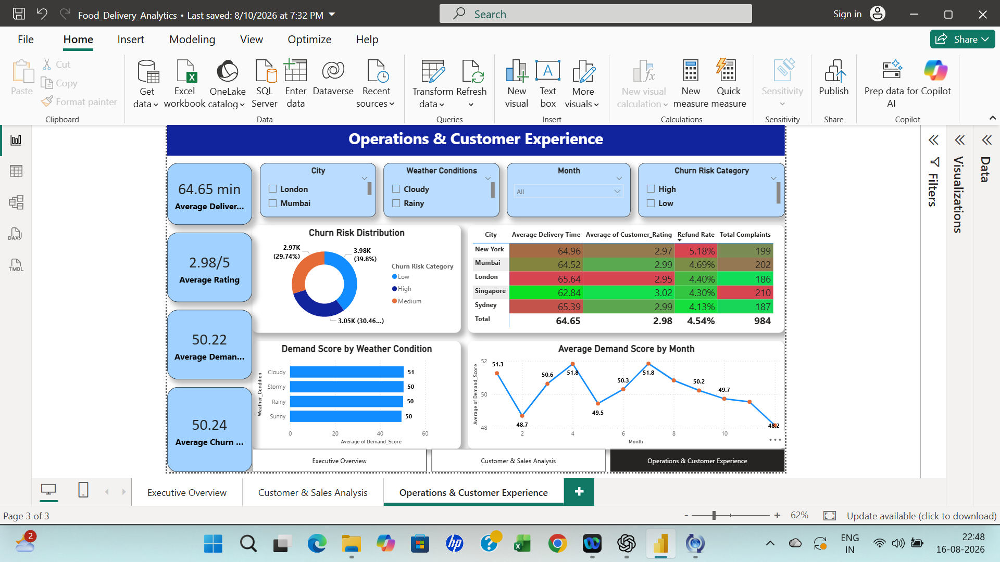 Food_Delivery_Analytics • Last saved: 8/10/2026 at 7:32 PM
Search
Sign in
File
Home
Insert
Modeling
View
Optimize
Help
Share
Paste
Cut
Copy
Format painter
Clipboard
Get data
Excel workbook
OneLake catalog
SQL Server
Enter data
Dataverse
Recent sources
Data
Transform data
Refresh
Queries
New visual
Text box
More visuals
Insert
New visual calculation
New measure
Quick measure
Calculations
Sensitivity
Sensitivity
Publish
Share
Prep data for AI
Copilot
Copilot
DAX
TMDL
Operations & Customer Experience
64.65 min
Average Deliver...
2.98/5
Average Rating
50.22
Average Deman...
50.24
Average Churn ...
City
London
Mumbai
Weather Conditions
Cloudy
Rainy
Month
All
Churn Risk Category
High
Low
Churn Risk Distribution
2.97K
(29.74%)
3.98K
(39.8%)
3.05K (30.46...)
Churn Risk Category
Low
High
Medium
City Average Delivery Time Average of Customer_Rating Refund Rate Total Complaints
New York 64.96 2.97 5.18% 199
Mumbai 64.52 2.99 4.69% 202
London 65.64 2.95 4.40% 186
Singapore 62.84 3.02 4.30% 210
Sydney 65.39 2.99 4.13% 187
Total 64.65 2.98 4.54% 984
Demand Score by Weather Condition
Weather_Condition
Cloudy 51
Stormy 50
Rainy 50
Sunny 50
0 20 40 60
Average of Demand_Score
Average Demand Score by Month
Average of Demand_Score
52
50
48
51.3
48.7
50.6
51.8
49.5
50.3
51.8
50.2
49.7
48.2
2 4 6 8 10
Month
Executive Overview
Customer & Sales Analysis
Operations & Customer Experience
Filters
Visualizations
Data
Executive Overview
Customer & Sales Analysis
Operations & Customer Experience
Page 3 of 3
62%
Update available (click to download)
2
ENG
IN
22:48
16-08-2026